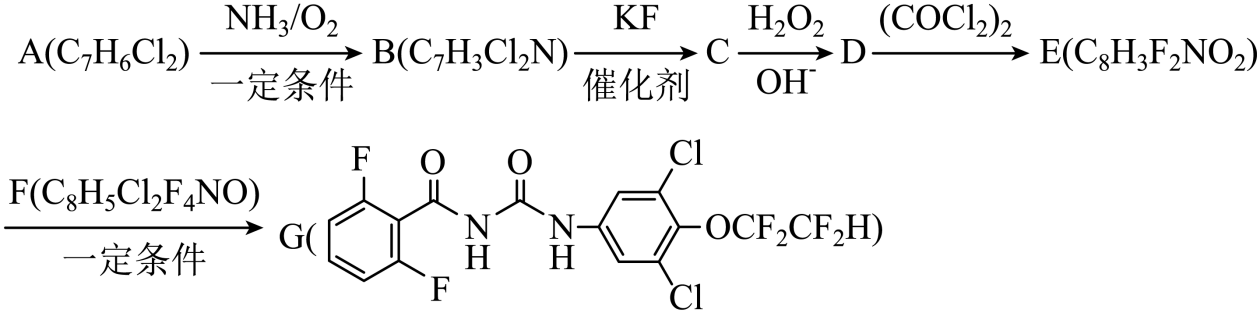 A(C₇H₆Cl₂) NH₃/O₂ 一定条件 B(C₇H₃Cl₂N) KF 催化剂 C H₂O₂ OH⁻ D (COCl₂)₂ E(C₈H₃F₂NO₂)
F(C₈H₅Cl₂F₄NO) 一定条件 G( F F O N H O N H Cl Cl OCF₂CF₂H)